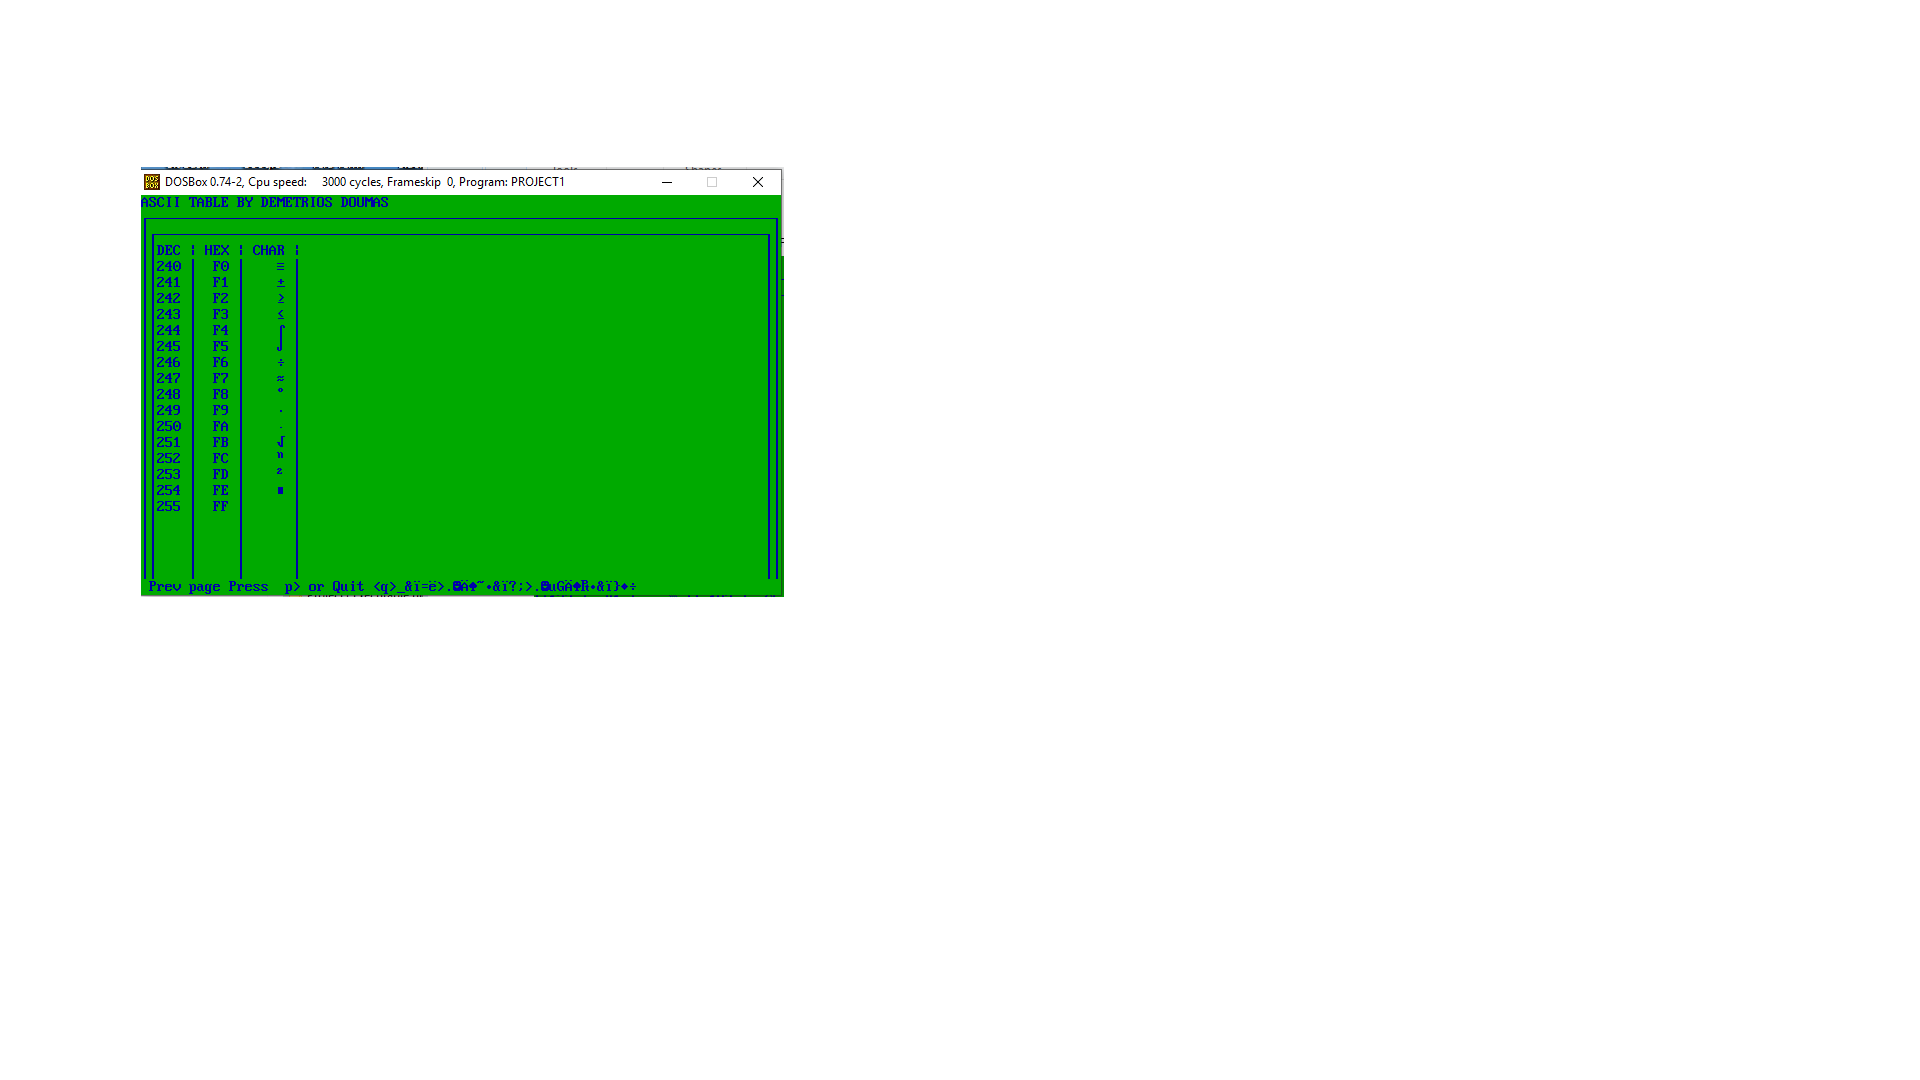 DOSBox 0.74-2, Cpu speed: 3000 cycles, Frameskip 0, Program: PROJECT1
ASCII TABLE BY DEMETRIOS DOUMAS
DEC ¦ HEX ¦ CHAR ¦
240 F0 ≡
241 F1 ±
242 F2 ≥
243 F3 ≤
244 F4 ⌠
245 F5 ⌡
246 F6 ÷
247 F7 ≈
248 F8 °
249 F9 ∙
250 FA ·
251 FB √
252 FC ⁿ
253 FD ²
254 FE ■
255 FF
Prev page Press p> or Quit <q>